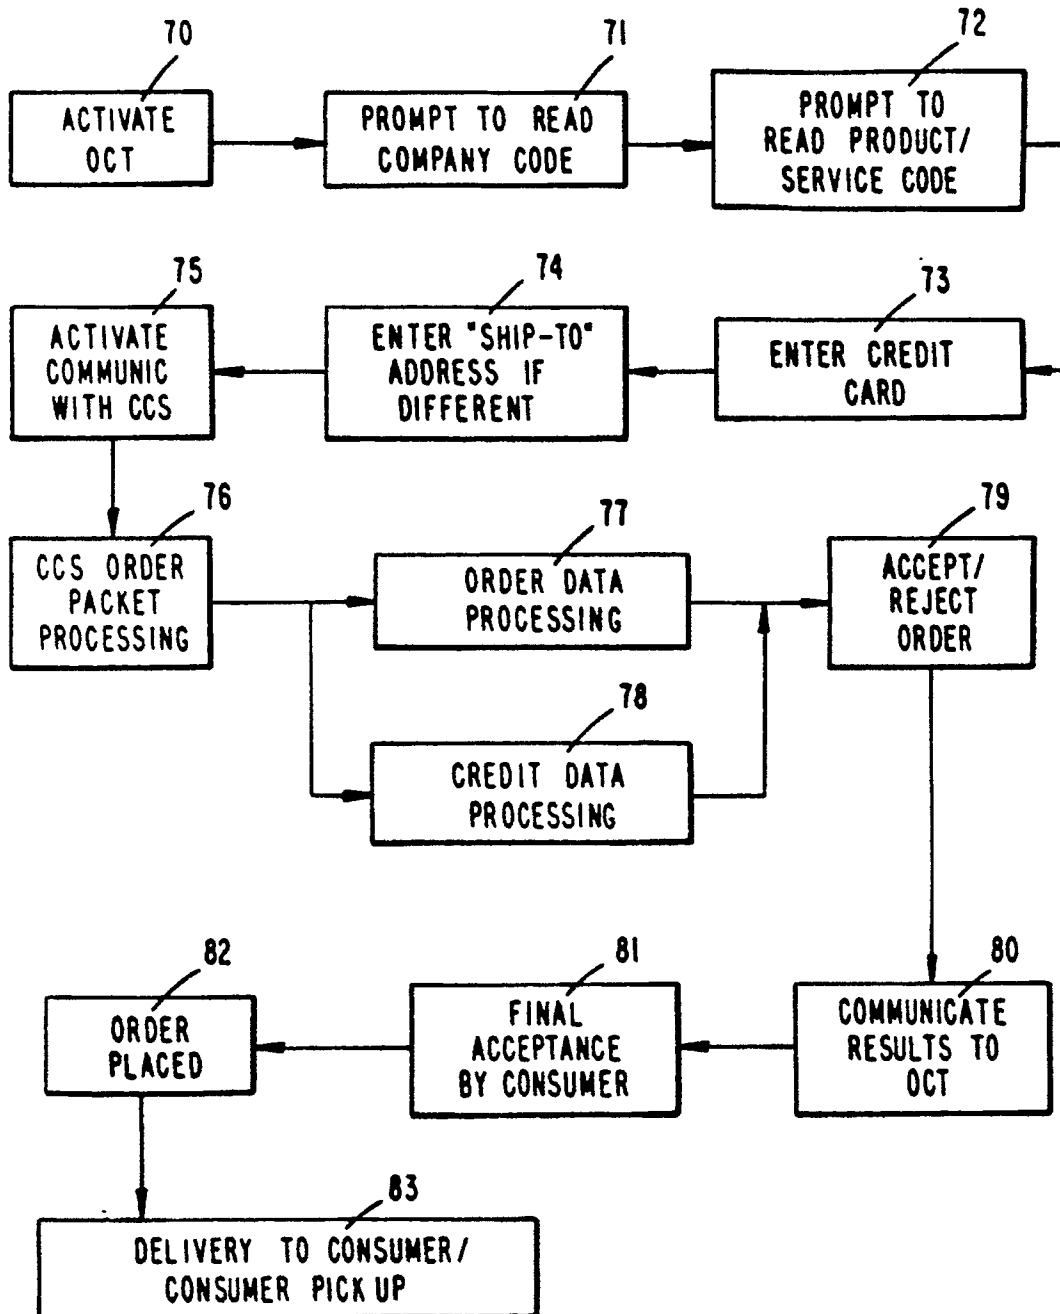 70
ACTIVATE
OCT
71
PROMPT TO READ
COMPANY CODE
72
PROMPT TO
READ PRODUCT/
SERVICE CODE
75
ACTIVATE
COMMUNIC
WITH CCS
74
ENTER "SHIP-TO"
ADDRESS IF
DIFFERENT
73
ENTER CREDIT
CARD
76
CCS ORDER
PACKET
PROCESSING
77
ORDER DATA
PROCESSING
78
CREDIT DATA
PROCESSING
79
ACCEPT/
REJECT
ORDER
82
ORDER
PLACED
81
FINAL
ACCEPTANCE
BY CONSUMER
80
COMMUNICATE
RESULTS TO
OCT
83
DELIVERY TO CONSUMER/
CONSUMER PICK UP